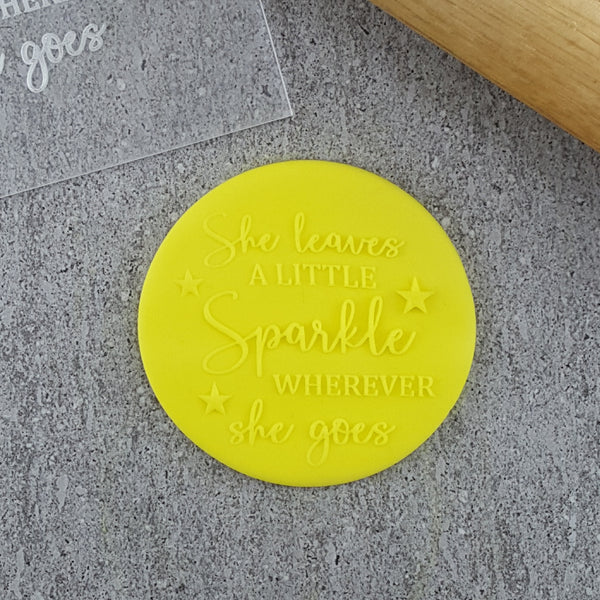 goes
She leaves
A LITTLE
Sparkle
WHEREVER
she goes